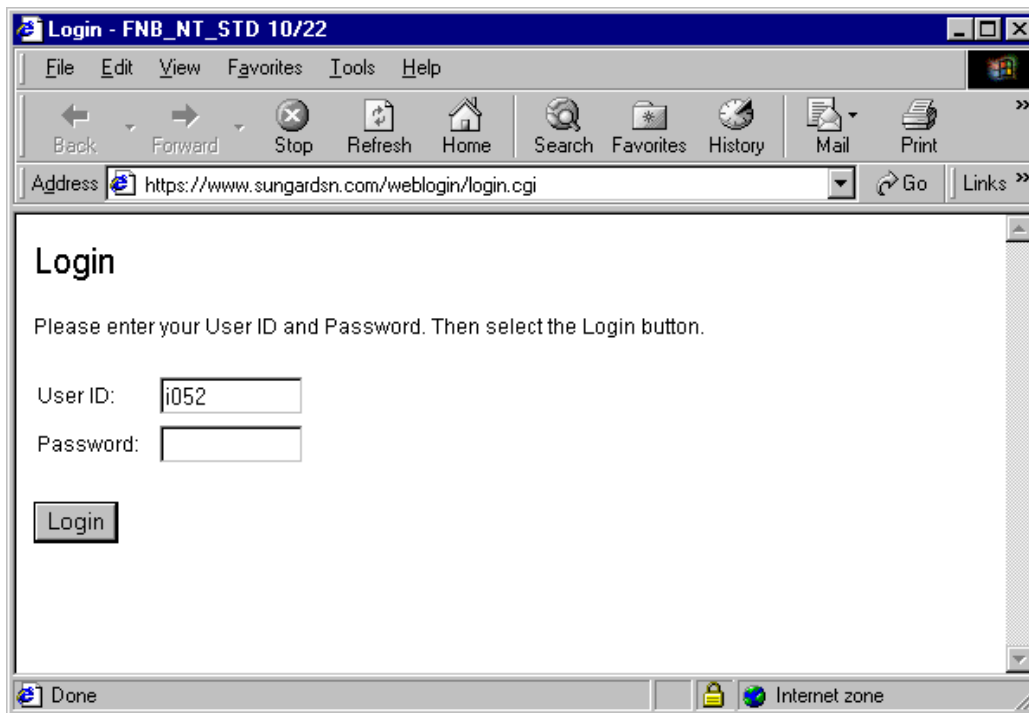 Login - FNB_NT_STD 10/22
File Edit View Favorites Tools Help
Back Forward Stop Refresh Home Search Favorites History Mail Print »
Address https://www.sungardsn.com/weblogin/login.cgi Go Links »
Login
Please enter your User ID and Password. Then select the Login button.
User ID: i052
Password:
Login
Done Internet zone